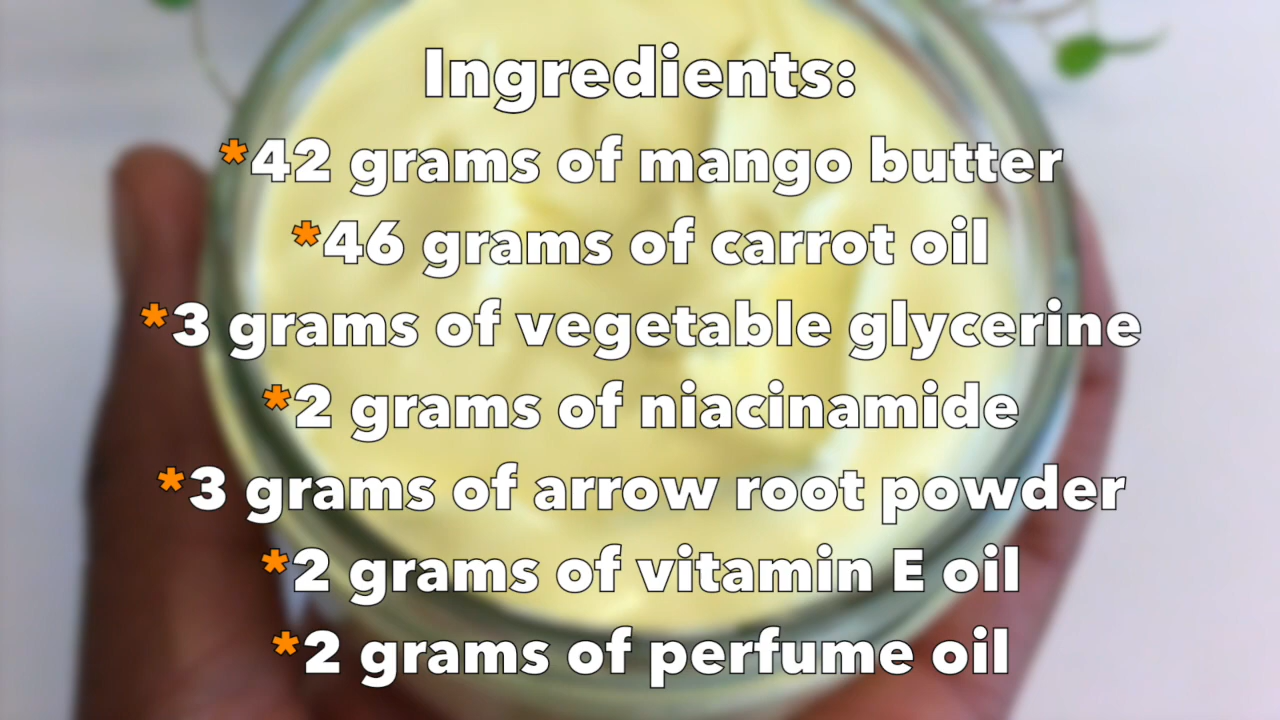 Ingredients:
*42 grams of mango butter
*46 grams of carrot oil
*3 grams of vegetable glycerine
*2 grams of niacinamide
*3 grams of arrow root powder
*2 grams of vitamin E oil
*2 grams of perfume oil